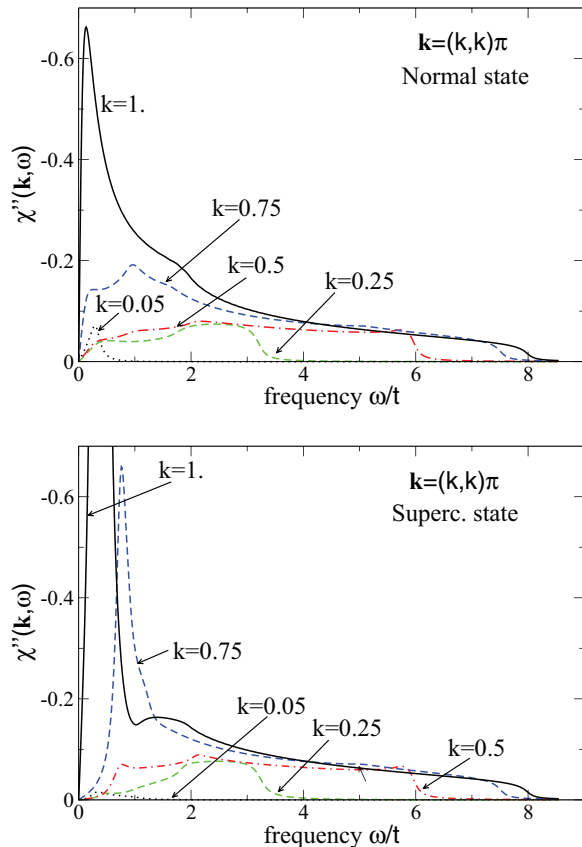 -0.6
-0.4
-0.2
0
χ''(k,ω)
k=(k,k)π
Normal state
k=1.
k=0.75
k=0.5
k=0.25
k=0.05
0 2 4 6 8
frequency ω/t
-0.6
-0.4
-0.2
0
χ''(k,ω)
k=(k,k)π
Superc. state
k=1.
k=0.75
k=0.05
k=0.25
k=0.5
0 2 4 6 8
frequency ω/t